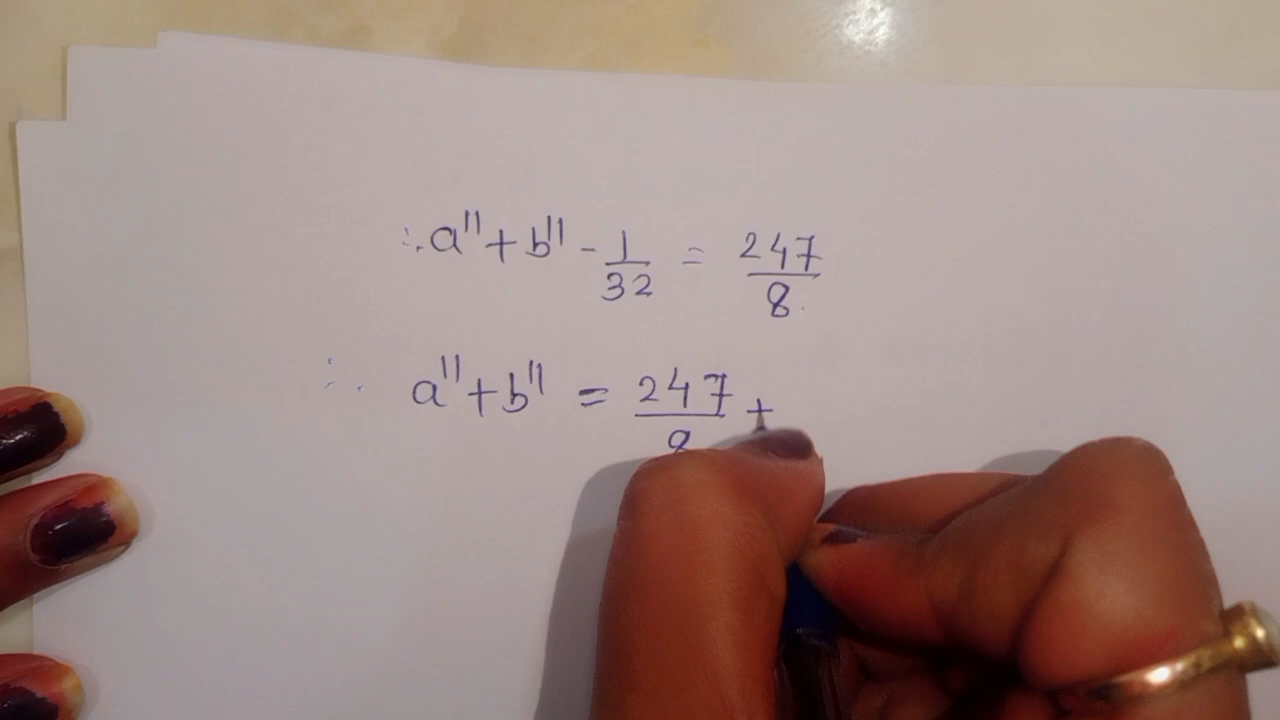 ∴ a¹¹ + b¹¹ - 1/32 = 247/8
∴ a¹¹ + b¹¹ = 247/8 +